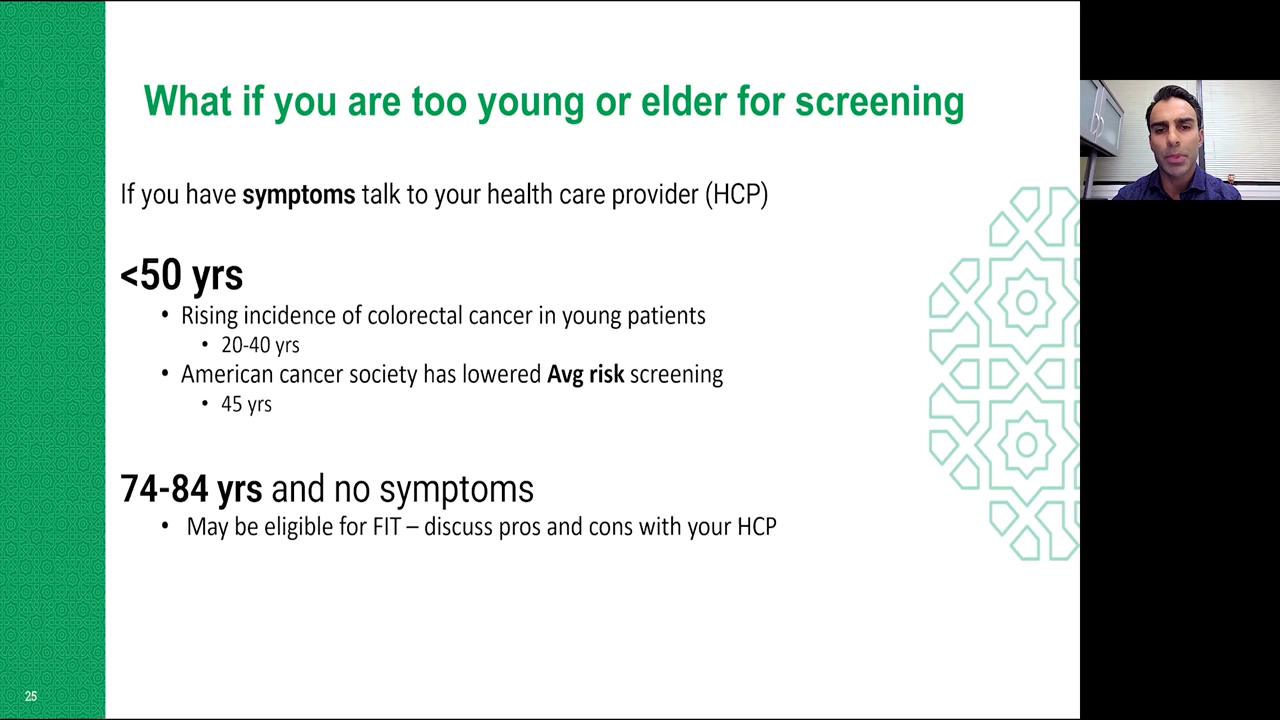 What if you are too young or elder for screening
If you have symptoms talk to your health care provider (HCP)
<50 yrs
• Rising incidence of colorectal cancer in young patients
• 20-40 yrs
• American cancer society has lowered Avg risk screening
• 45 yrs
74-84 yrs and no symptoms
• May be eligible for FIT – discuss pros and cons with your HCP
25